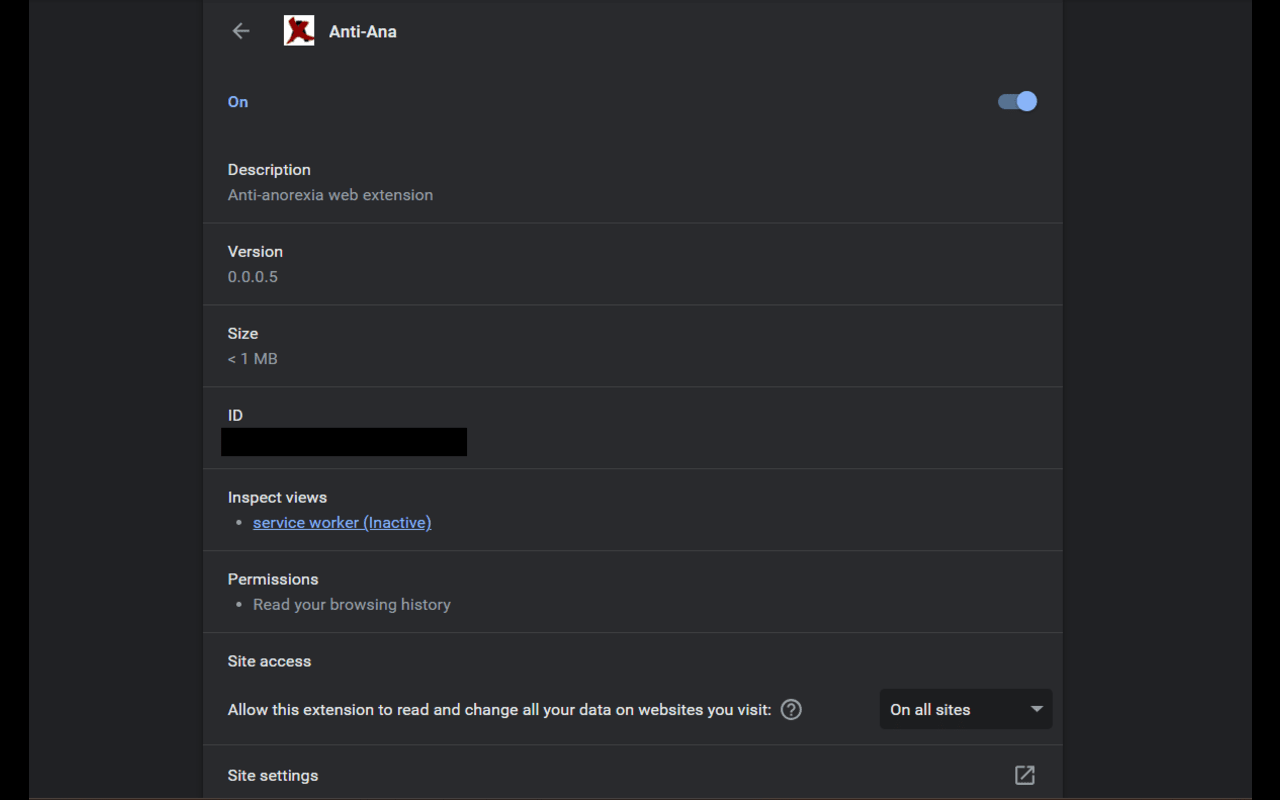 Anti-Ana
On
Description
Anti-anorexia web extension
Version
0.0.0.5
Size
< 1 MB
ID
Inspect views
• service worker (Inactive)
Permissions
• Read your browsing history
Site access
Allow this extension to read and change all your data on websites you visit: ? On all sites
Site settings